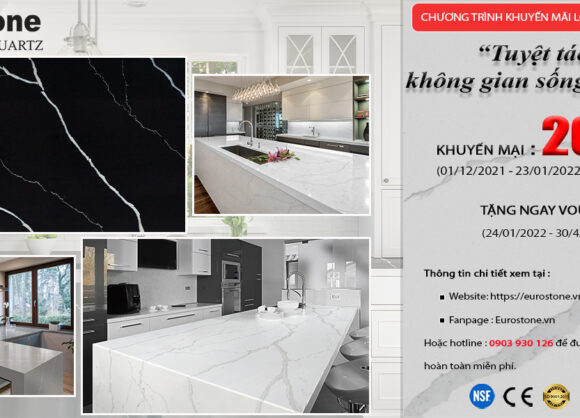 one
UARTZ
CHƯƠNG TRÌNH KHUYẾN MÃI L
“Tuyệt tá
không gian sống
KHUYẾN MẠI : 20
(01/12/2021 - 23/01/2022
TẶNG NGAY VOU
(24/01/2022 - 30/4
Thông tin chi tiết xem tại :
Website: https://eurostone.v
Fanpage : Eurostone.vn
Hoặc hotline : 0903 930 126 để đư
hoàn toàn miễn phí.
NSF CE